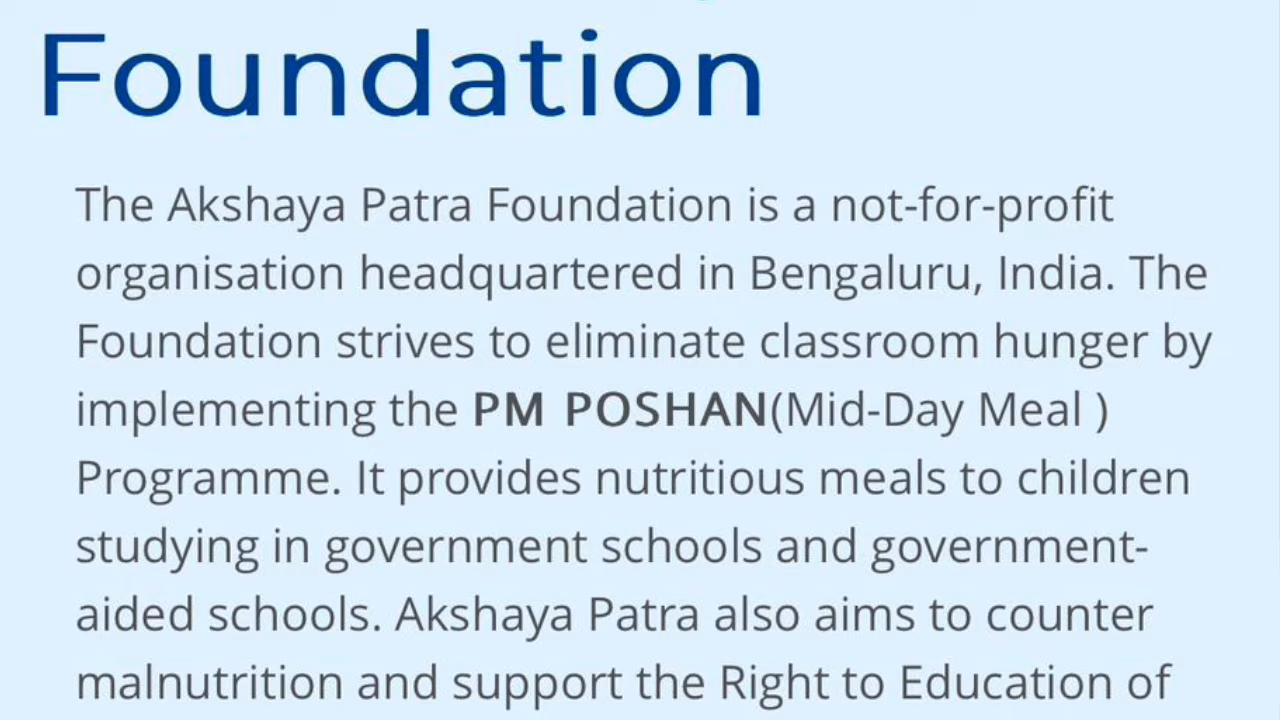 Foundation
The Akshaya Patra Foundation is a not-for-profit
organisation headquartered in Bengaluru, India. The
Foundation strives to eliminate classroom hunger by
implementing the PM POSHAN(Mid-Day Meal )
Programme. It provides nutritious meals to children
studying in government schools and government-
aided schools. Akshaya Patra also aims to counter
malnutrition and support the Right to Education of